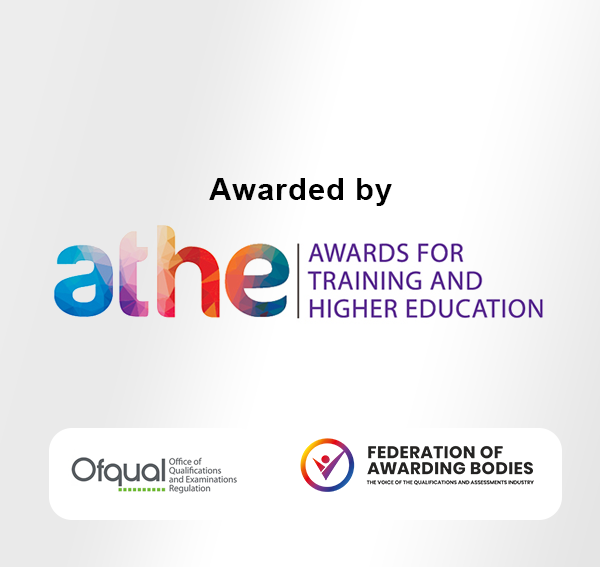 Awarded by
athe
AWARDS FOR
TRAINING AND
HIGHER EDUCATION
Ofqual
Office of
Qualifications
and Examinations
Regulation
FEDERATION OF
AWARDING BODIES
THE VOICE OF THE QUALIFICATIONS AND ASSESSMENTS INDUSTRY